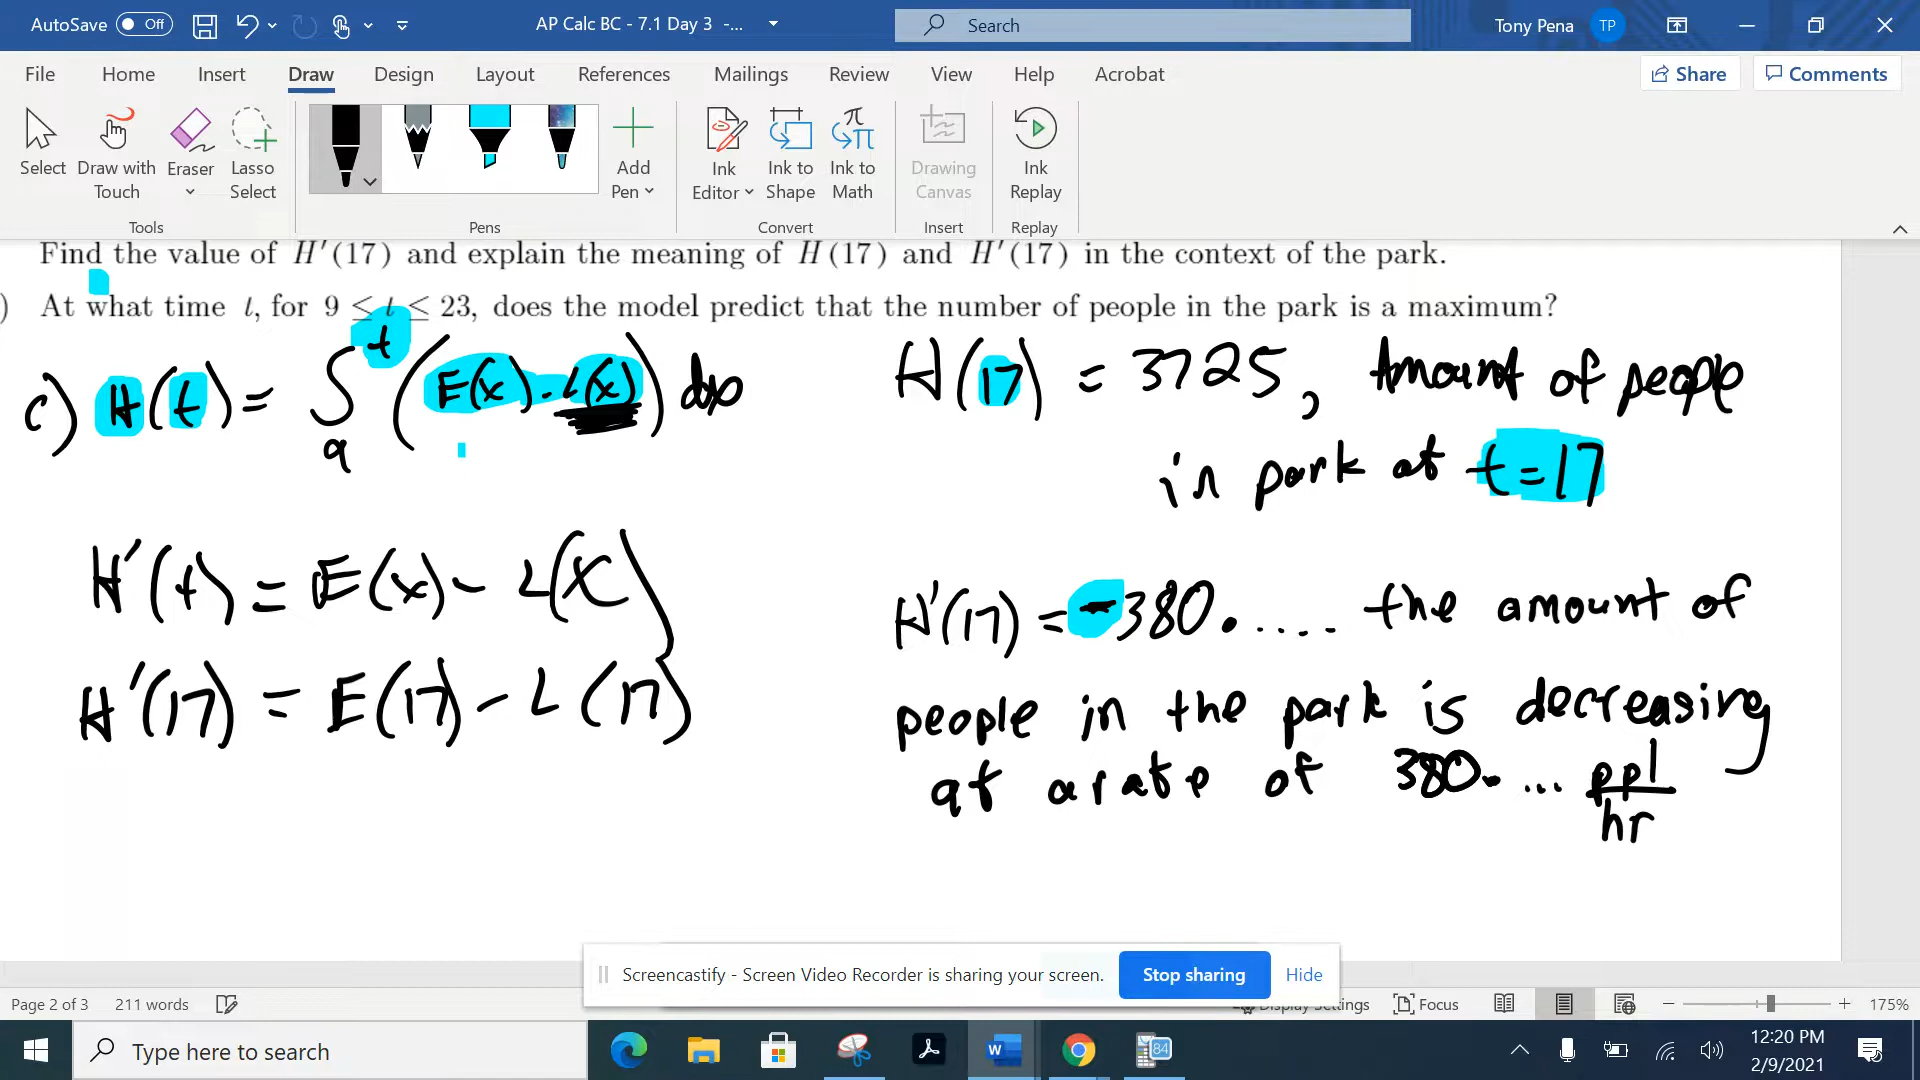 AutoSave Off
AP Calc BC - 7.1 Day 3 -...
Search
Tony Pena TP
File Home Insert Draw Design Layout References Mailings Review View Help Acrobat
Share Comments
Select
Draw with Touch
Eraser
Lasso Select
Add Pen
Ink Editor
Ink to Shape
Ink to Math
Drawing Canvas
Ink Replay
Tools Pens Convert Insert Replay
Find the value of H′(17) and explain the meaning of H(17) and H′(17) in the context of the park.
) At what time t, for 9 ≤ t ≤ 23, does the model predict that the number of people in the park is a maximum?
c) H(t) = ∫₉ᵗ (E(x) - L(x)) dx
H'(t) = E(x) - L(x)
H'(17) = E(17) - L(17)
H(17) = 3725, Amount of people
in park at t=17
H'(17) = -380. .... the amount of
people in the park is decreasing
at a rate of 380. ... ppl/hr
Screencastify - Screen Video Recorder is sharing your screen. Stop sharing Hide
Page 2 of 3 211 words
Display Settings Focus 175%
Type here to search
84
12:20 PM
2/9/2021